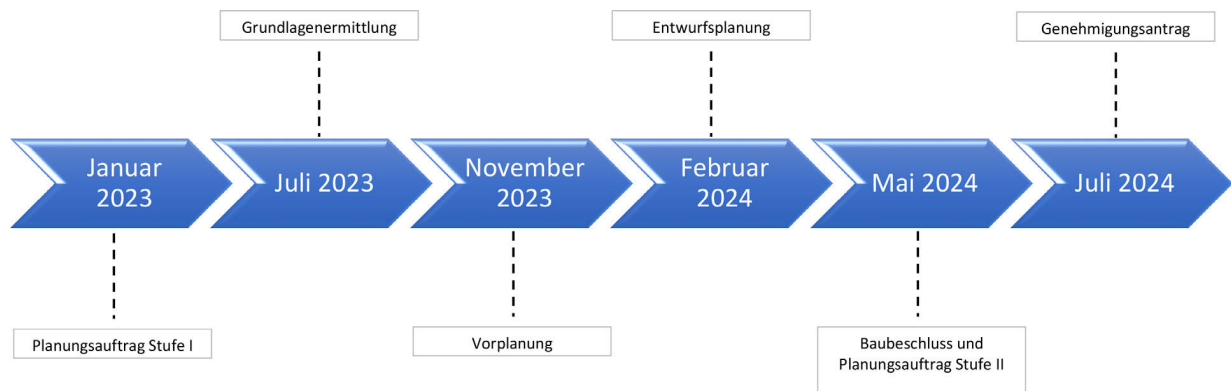 Grundlagenermittlung
Entwurfsplanung
Genehmigungsantrag
Januar
2023
Juli 2023
November
2023
Februar
2024
Mai 2024
Juli 2024
Planungsauftrag Stufe I
Vorplanung
Baubeschluss und
Planungsauftrag Stufe II